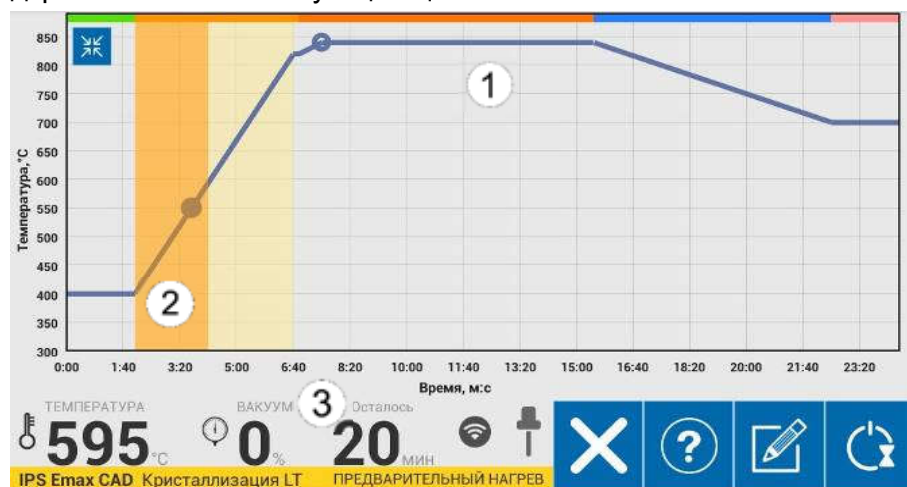 850
800
750
700
650
600
550
500
450
400
350
300
Температура,°C
1
2
0:00 1:40 3:20 5:00 6:40 8:20 10:00 11:40 13:20 15:00 16:40 18:20 20:00 21:40 23:20
Время, м:с
3
ТЕМПЕРАТУРА ВАКУУМ Осталось
595 °C 0 % 20 МИН
?
IPS Emax CAD Кристаллизация LT ПРЕДВАРИТЕЛЬНЫЙ НАГРЕВ